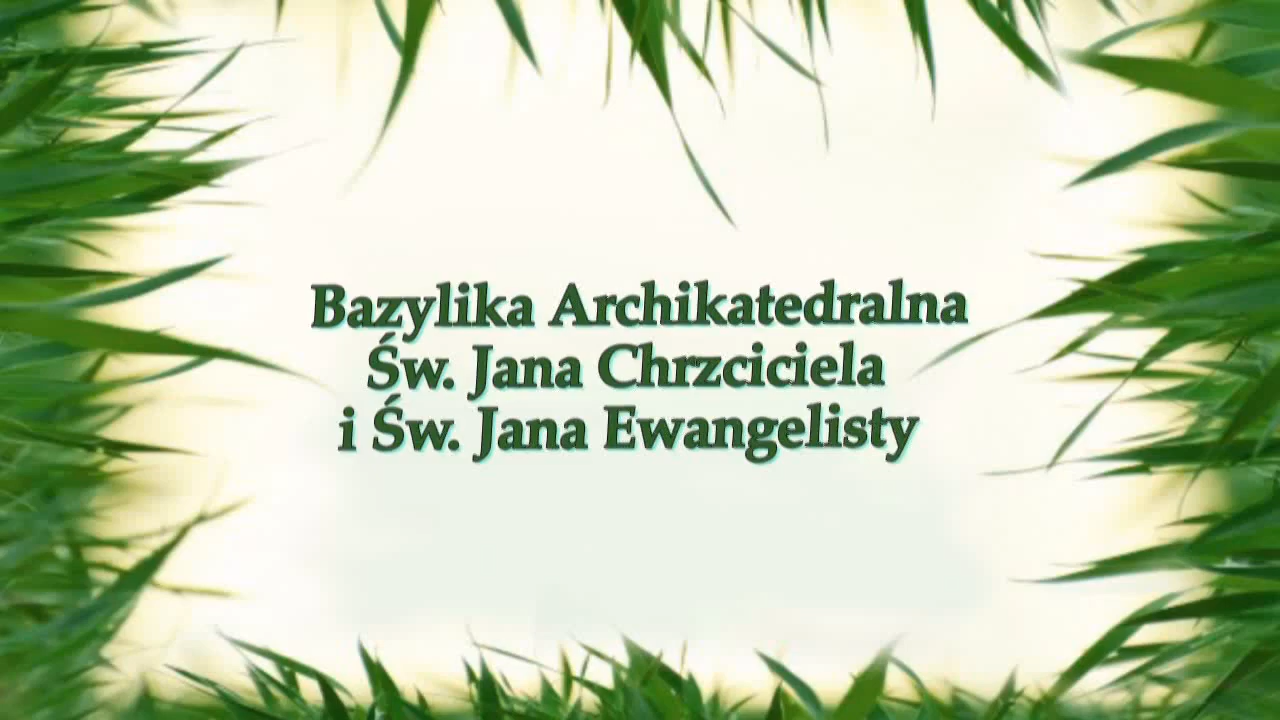 Bazylika Archikatedralna
Św. Jana Chrzciciela
i Św. Jana Ewangelisty